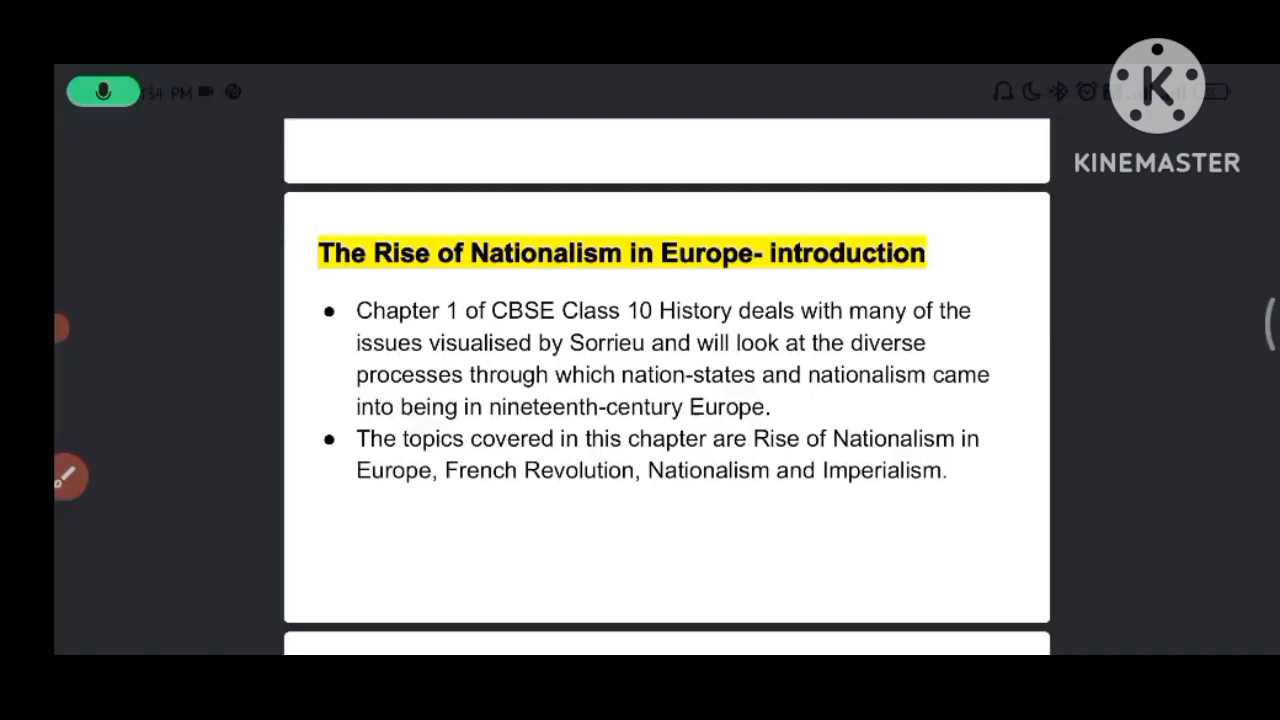 PM
KINEMASTER
The Rise of Nationalism in Europe- introduction
● Chapter 1 of CBSE Class 10 History deals with many of the
issues visualised by Sorrieu and will look at the diverse
processes through which nation-states and nationalism came
into being in nineteenth-century Europe.
● The topics covered in this chapter are Rise of Nationalism in
Europe, French Revolution, Nationalism and Imperialism.